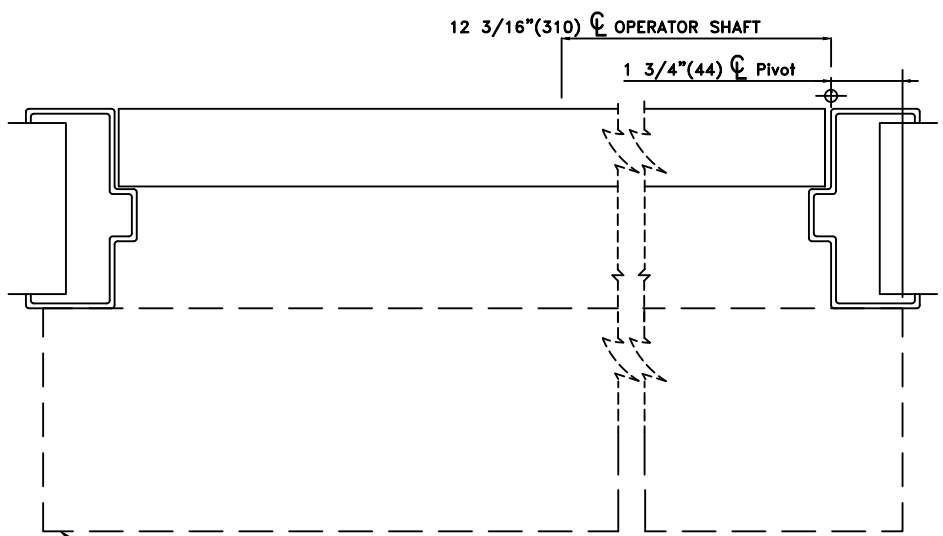 12 3/16"(310) ℄ OPERATOR SHAFT
1 3/4"(44) ℄ Pivot